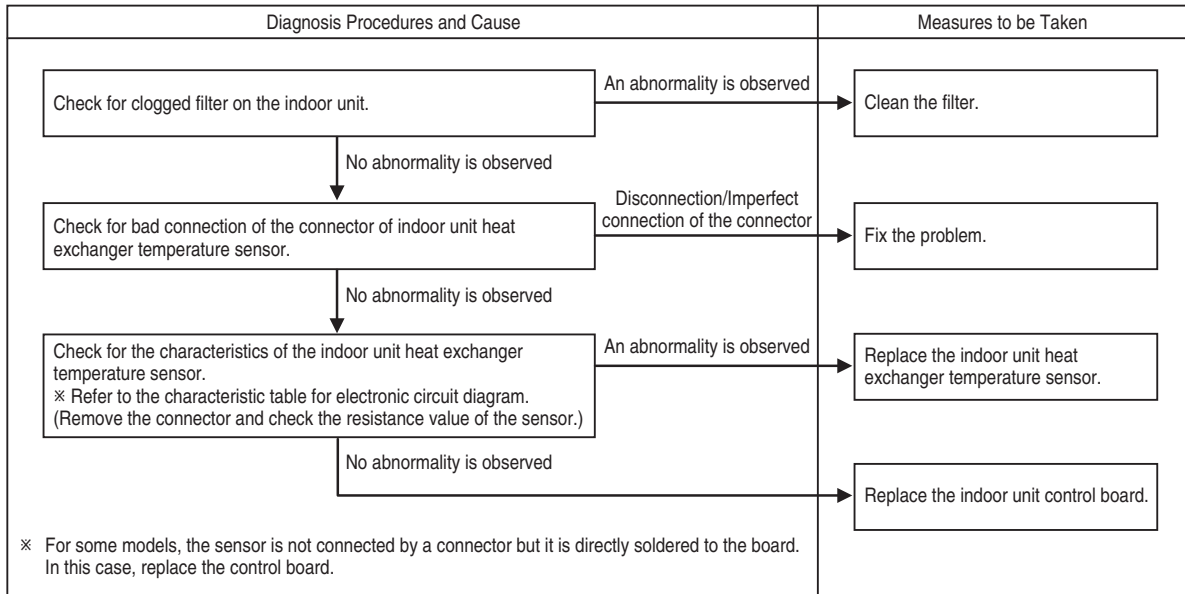 Diagnosis Procedures and Cause
Measures to be Taken
Check for clogged filter on the indoor unit.
An abnormality is observed
Clean the filter.
No abnormality is observed
Check for bad connection of the connector of indoor unit heat
exchanger temperature sensor.
Disconnection/Imperfect
connection of the connector
Fix the problem.
No abnormality is observed
Check for the characteristics of the indoor unit heat exchanger
temperature sensor.
※ Refer to the characteristic table for electronic circuit diagram.
(Remove the connector and check the resistance value of the sensor.)
An abnormality is observed
Replace the indoor unit heat
exchanger temperature sensor.
No abnormality is observed
Replace the indoor unit control board.
※ For some models, the sensor is not connected by a connector but it is directly soldered to the board.
In this case, replace the control board.